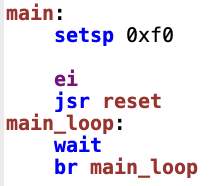 main:
    setsp 0xf0

    ei
    jsr reset
main_loop:
    wait
    br main_loop